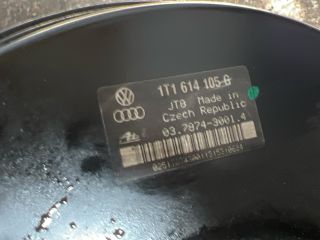 1T1 614 105 G
JTB Made in
Czech Republic
03.7874-3001.4